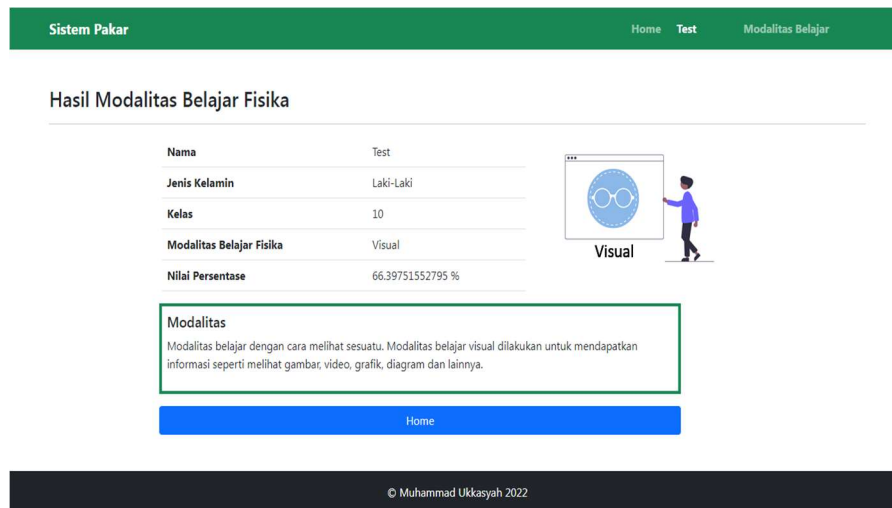 Sistem Pakar Home Test Modalitas Belajar
Hasil Modalitas Belajar Fisika
Nama Test
Jenis Kelamin Laki-Laki
Kelas 10
Modalitas Belajar Fisika Visual
Nilai Persentase 66.39751552795 %
Visual
Modalitas
Modalitas belajar dengan cara melihat sesuatu. Modalitas belajar visual dilakukan untuk mendapatkan
informasi seperti melihat gambar, video, grafik, diagram dan lainnya.
Home
© Muhammad Ukkasyah 2022